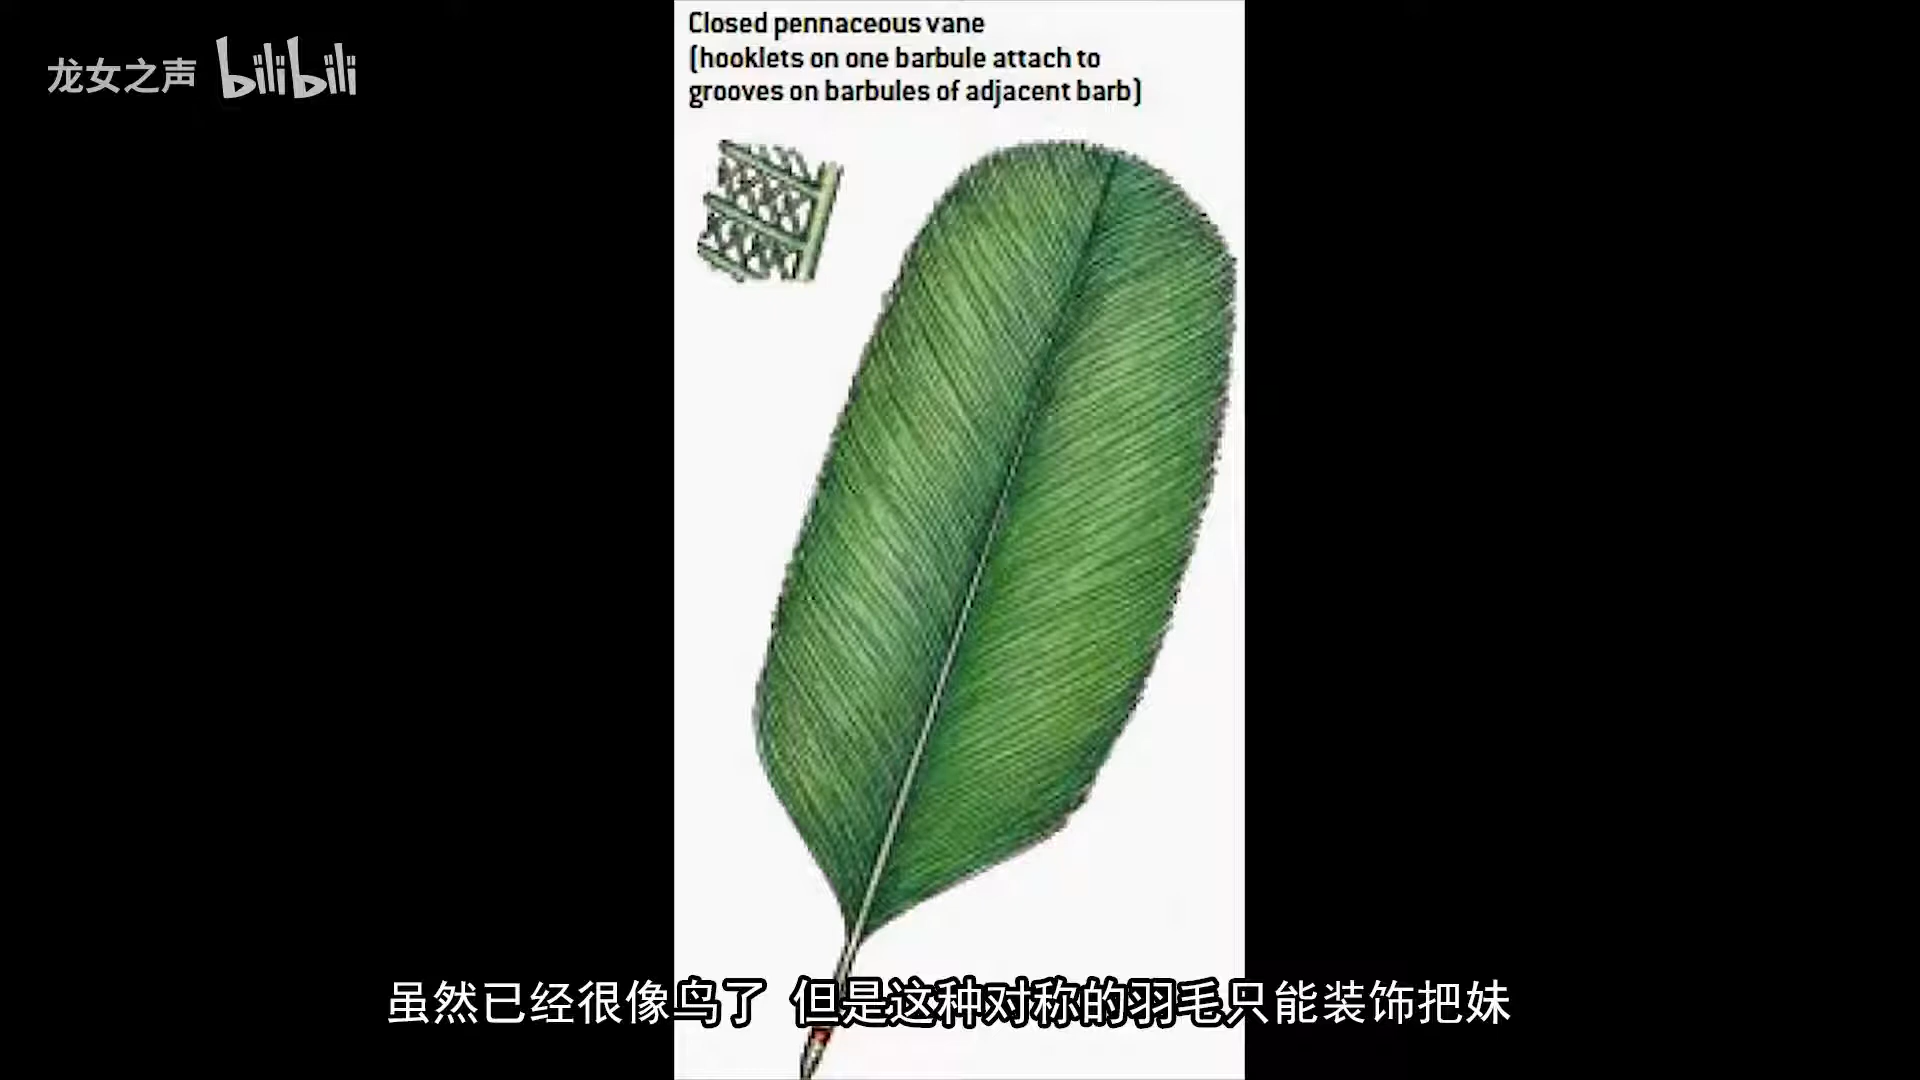 Closed pennaceous vane
(hooklets on one barbule attach to
grooves on barbules of adjacent barb)
龙女之声 bilibili
虽然已经很像鸟了 但是这种对称的羽毛只能装饰把妹